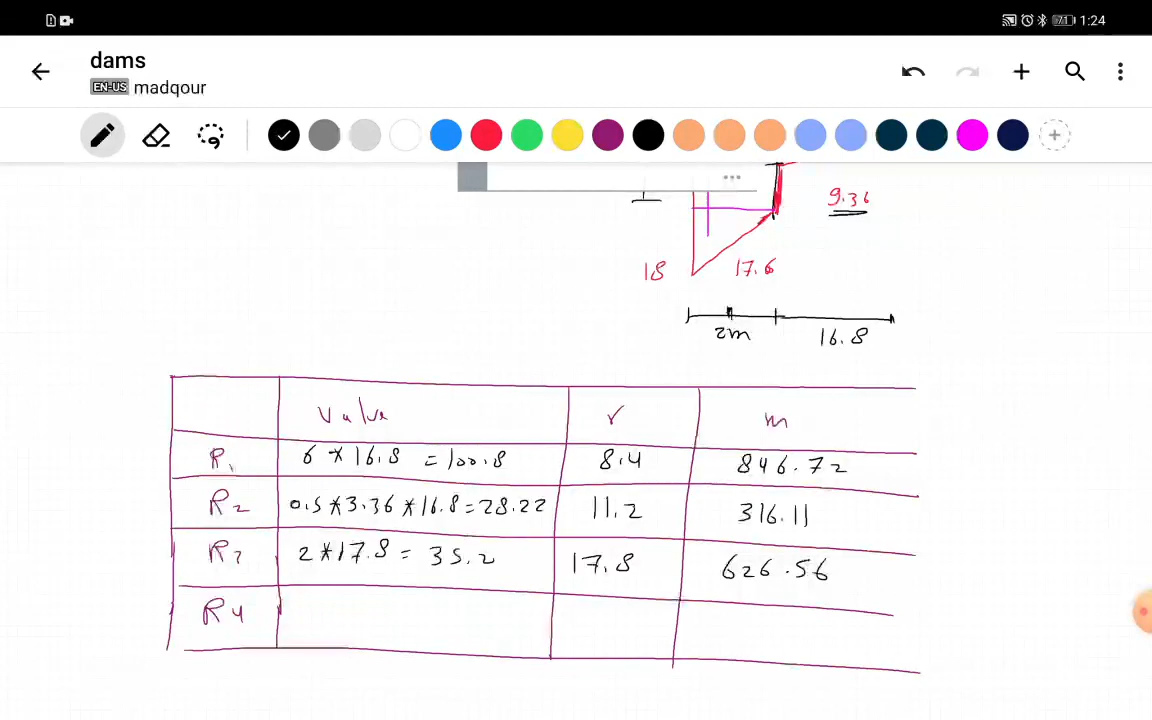 1:24
dams
EN-US madqour
9.36
18 17.6
2m 16.8
value r m
R1 6 * 16.8 = 100.8 8.4 846.72
R2 0.5*3.36*16.8=28.22 11.2 316.11
R3 2*17.8= 35.2 17.8 626.56
R4